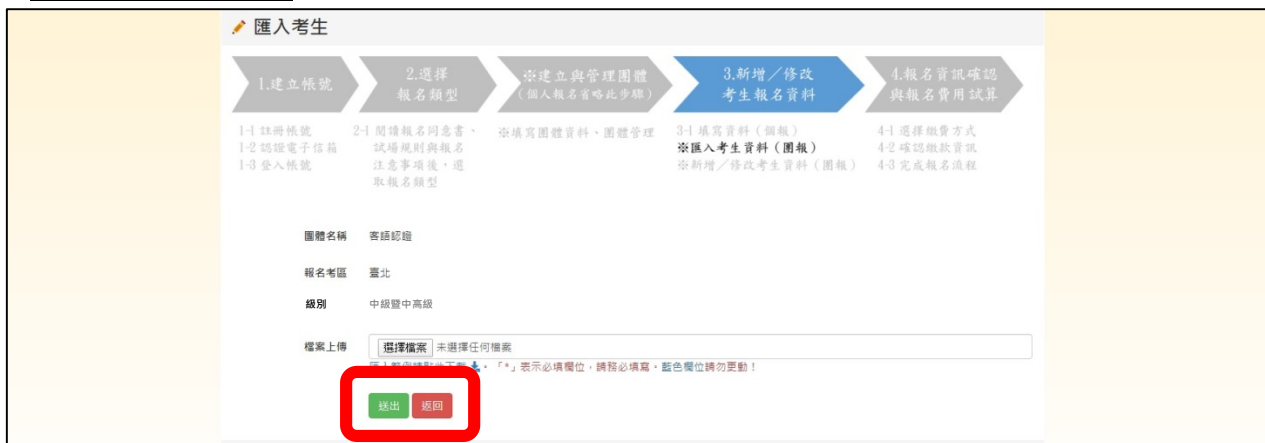 匯入考生
1.建立帳號
2.選擇
報名類型
※建立與管理團體
(個人報名省略此步驟)
3.新增／修改
考生報名資料
4.報名資訊確認
與報名費用試算
1-1 註冊帳號
1-2 認證電子信箱
1-3 登入帳號
2-1 閱讀報名同意書、
試場規則與報名
注意事項後，選
取報名類型
※填寫團體資料、團體管理
3-1 填寫資料（個報）
※匯入考生資料（團報）
※新增／修改考生資料（團報）
4-1 選擇繳費方式
4-2 確認繳款資訊
4-3 完成報名流程
團體名稱 客語認證
報名考區 臺北
級別 中級暨中高級
檔案上傳 選擇檔案 未選擇任何檔案
匯入範例請點此下載。「*」表示必填欄位，請務必填寫。藍色欄位請勿更動！
送出 返回